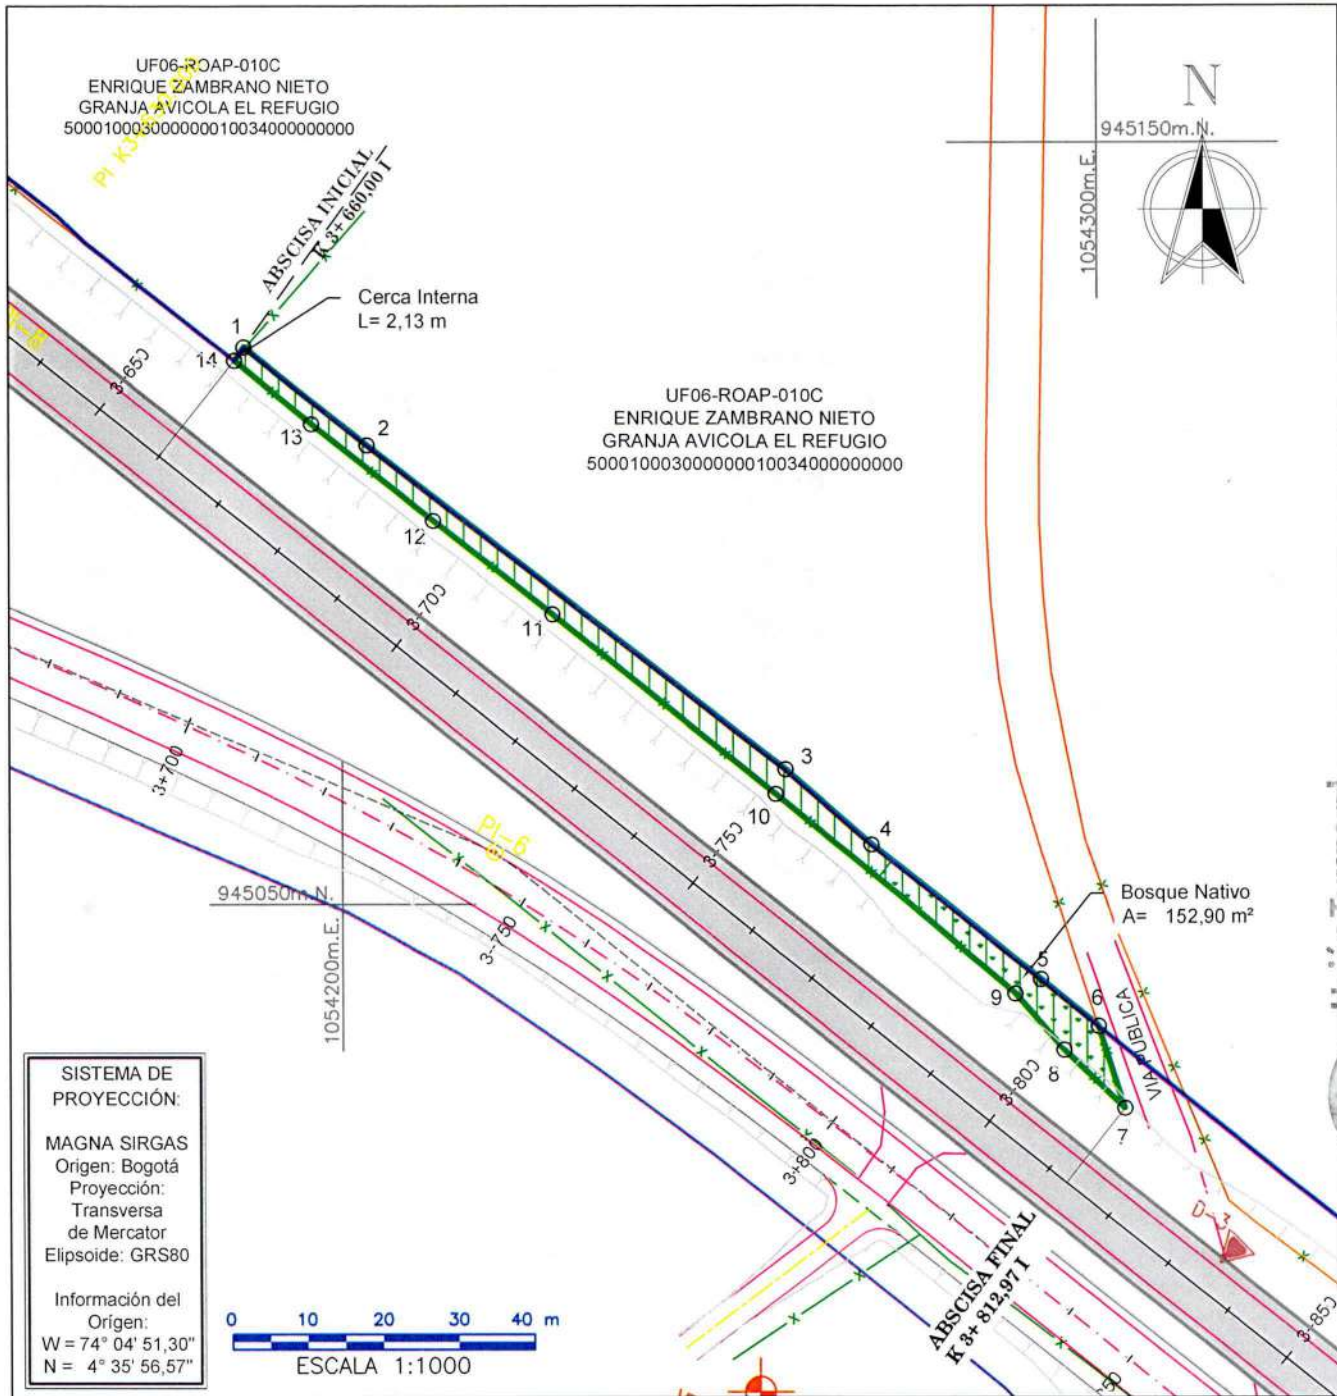 UF06-ROAP-010C
ENRIQUE ZAMBRANO NIETO
GRANJA AVICOLA EL REFUGIO
500010003000000010034000000000
N
945150m.N.
1054300m.E.
ABSCISA INICIAL
K 3+ 660,00 I
Cerca Interna
L= 2,13 m
1
14
13
2
12
11
3
10
4
5
9
6
8
7
UF06-ROAP-010C
ENRIQUE ZAMBRANO NIETO
GRANJA AVICOLA EL REFUGIO
500010003000000010034000000000
3+650
3+700
3+750
3+800
3+850
3+700
3+750
3+800
PI-6
945050m.N.
1054200m.E.
Bosque Nativo
A= 152,90 m²
VIA PUBLICA
D-3
ABSCISA FINAL
K 3+ 812,97 I
SISTEMA DE
PROYECCIÓN:
MAGNA SIRGAS
Origen: Bogotá
Proyección:
Transversa
de Mercator
Elipsoide: GRS80
Información del
Orígen:
W = 74° 04' 51,30"
N = 4° 35' 56,57"
0 10 20 30 40 m
ESCALA 1:1000